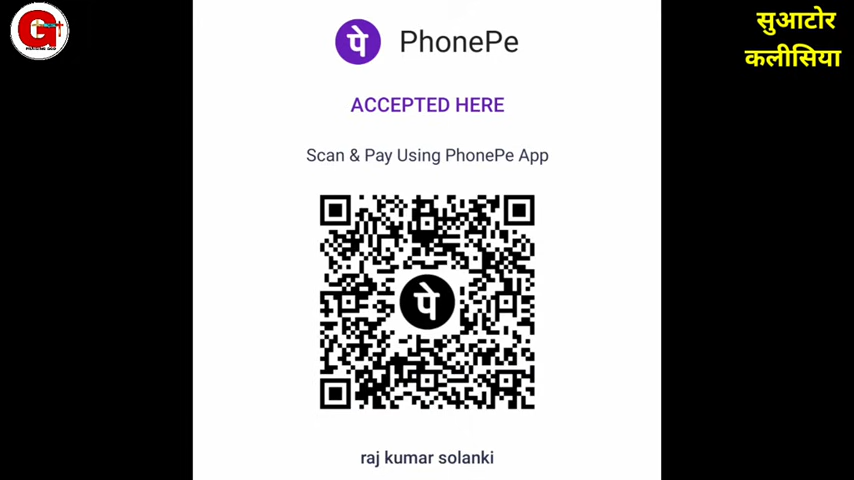 सुआटोर
कलीसिया
पे PhonePe
ACCEPTED HERE
Scan & Pay Using PhonePe App
पे
raj kumar solanki